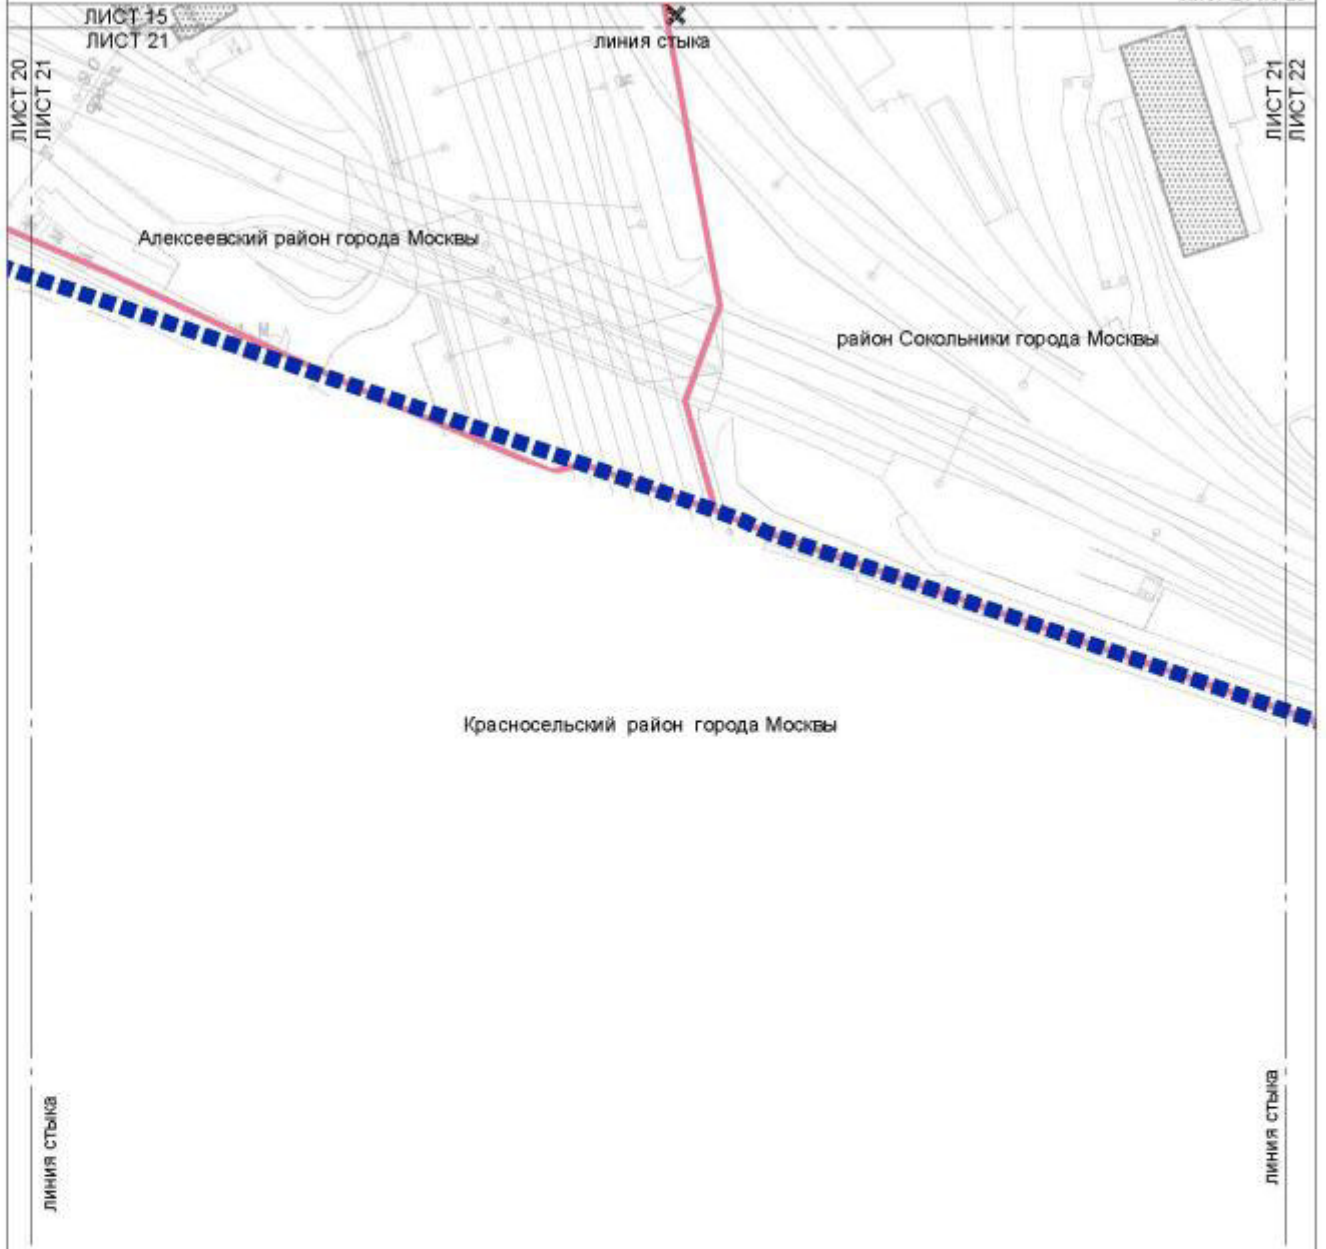 ЛИСТ 15
ЛИСТ 21
линия стыка
ЛИСТ 20
ЛИСТ 21
ЛИСТ 21
ЛИСТ 22
Алексеевский район города Москвы
район Сокольники города Москвы
Красносельский район города Москвы
линия стыка
линия стыка